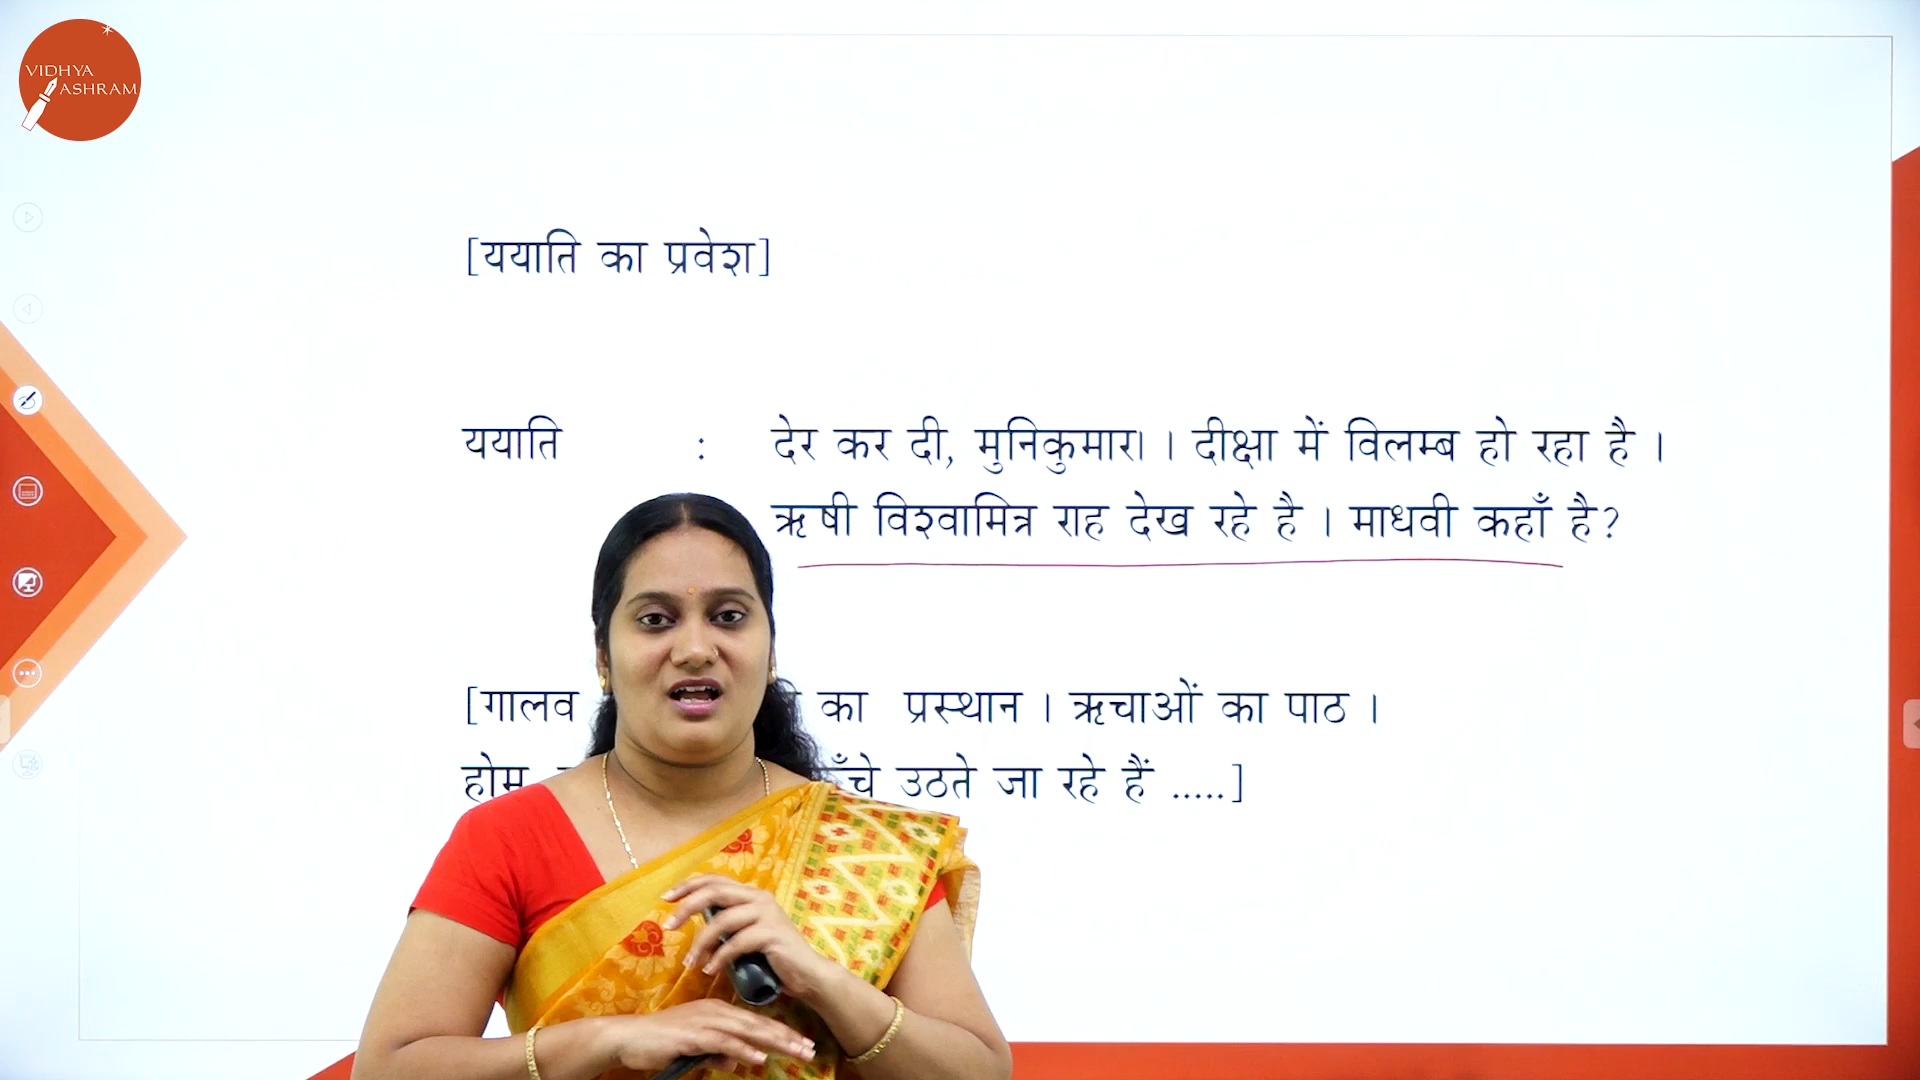 VIDHYA
ASHRAM
[ययाति का प्रवेश]
ययाति : देर कर दी, मुनिकुमार। । दीक्षा में विलम्ब हो रहा है ।
ऋषी विश्वामित्र राह देख रहे है । माधवी कहाँ है?
[गालव का प्रस्थान । ऋचाओं का पाठ ।
होम उठते जा रहे हैं .....]